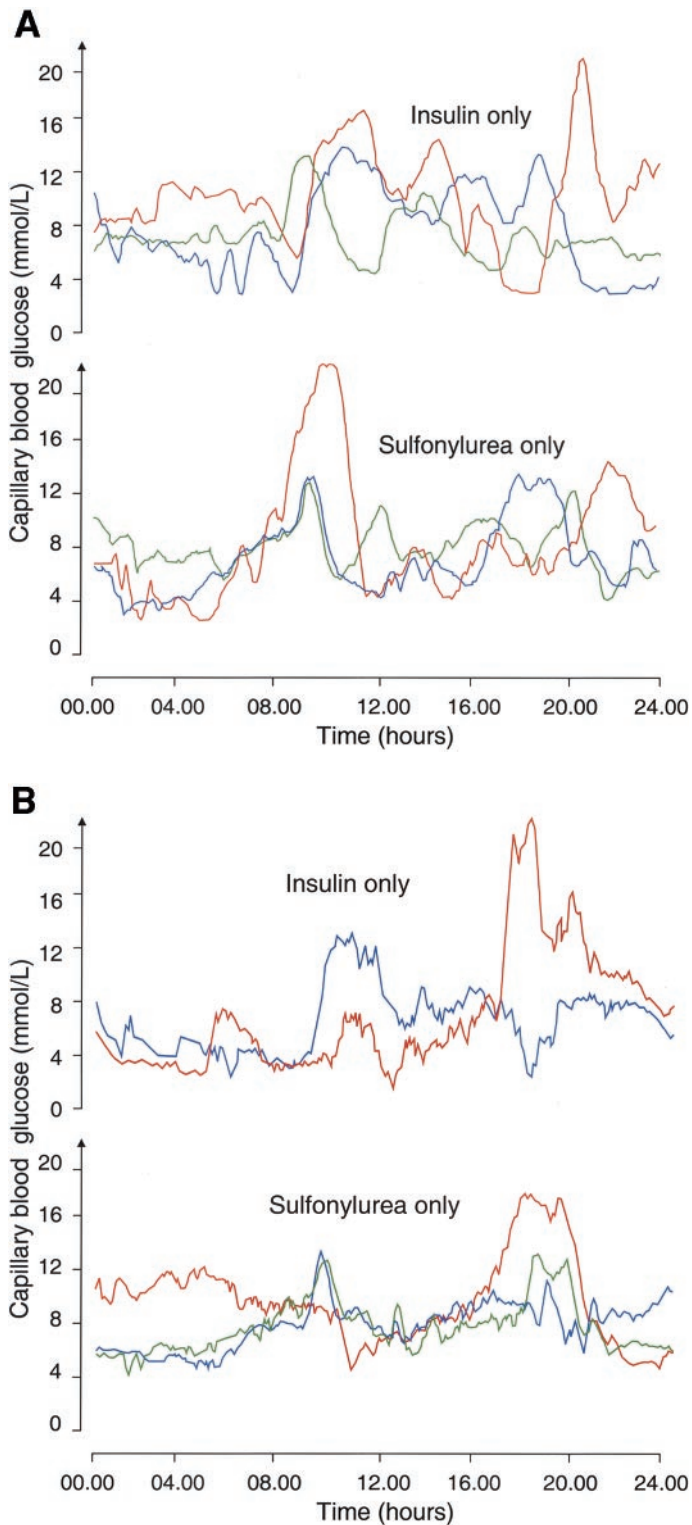 A
Capillary blood glucose (mmol/L)
20
16
12
8
4
0
Insulin only
20
16
12
8
4
0
Sulfonylurea only
00.00 04.00 08.00 12.00 16.00 20.00 24.00
Time (hours)
B
Capillary blood glucose (mmol/L)
20
16
12
8
4
0
Insulin only
20
16
12
8
4
0
Sulfonylurea only
00.00 04.00 08.00 12.00 16.00 20.00 24.00
Time (hours)